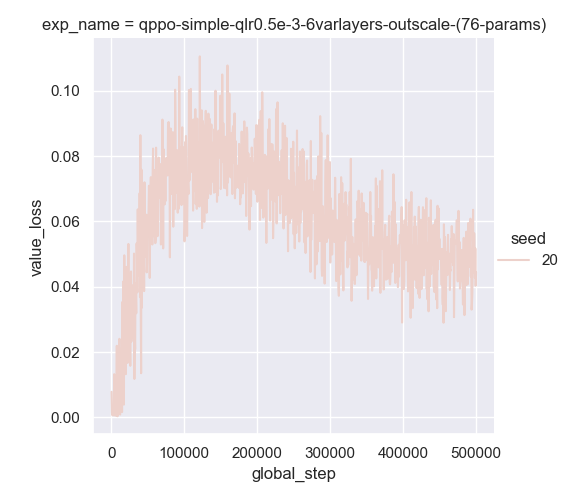 exp_name = qppo-simple-qlr0.5e-3-6varlayers-outscale-(76-params)
0.10
0.08
0.06
0.04
0.02
0.00
value_loss
0 100000 200000 300000 400000 500000
global_step
seed
20